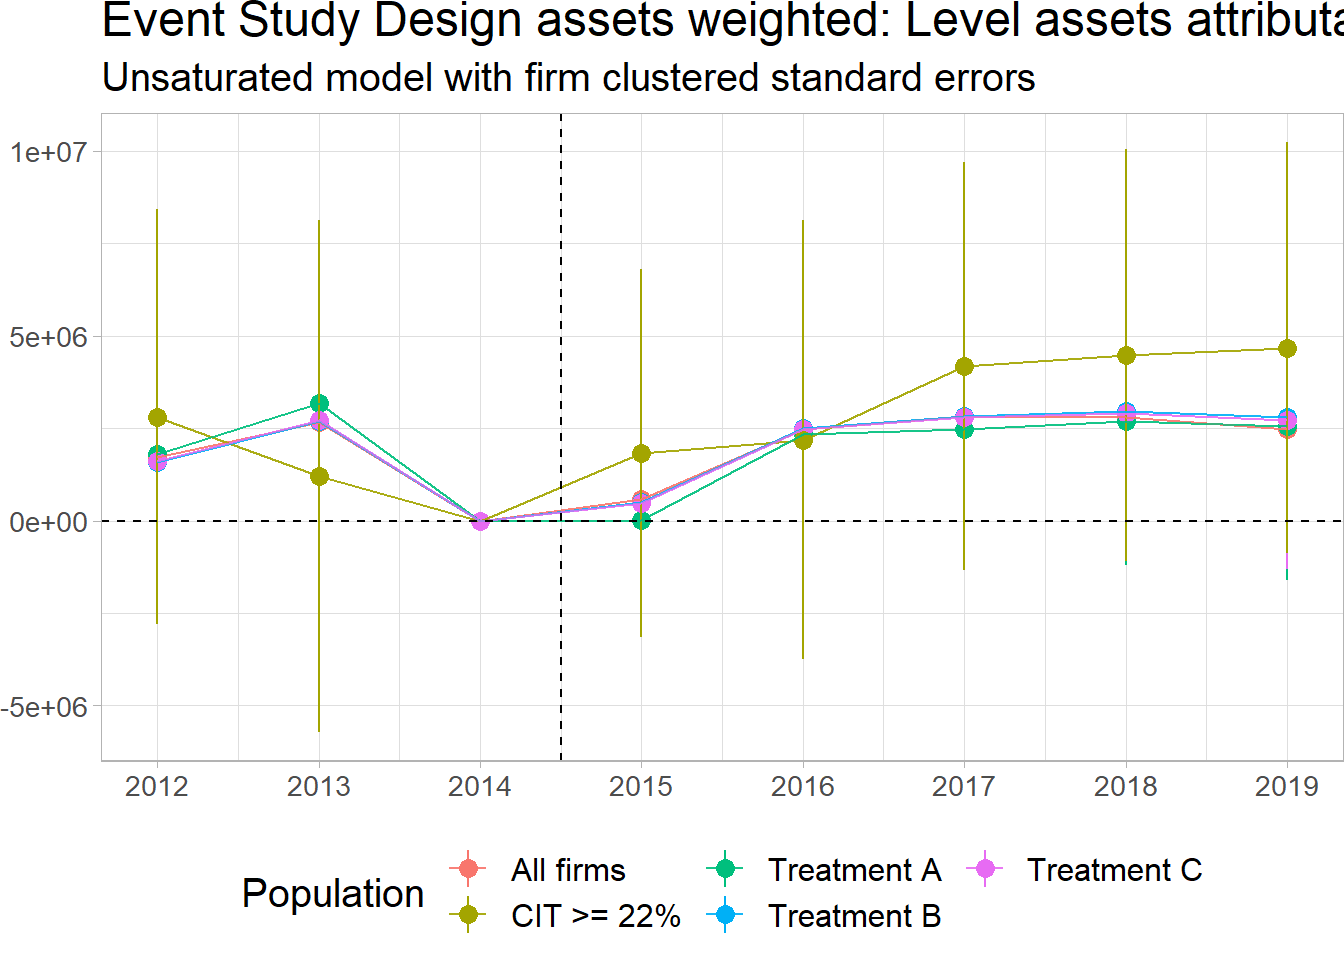 Event Study Design assets weighted: Level assets
Unsaturated model with firm clustered standard errors
1e+07
5e+06
0e+00
-5e+06
2012 2013 2014 2015 2016 2017 2018 2019
Population
All firms Treatment A Treatment C
CIT >= 22% Treatment B